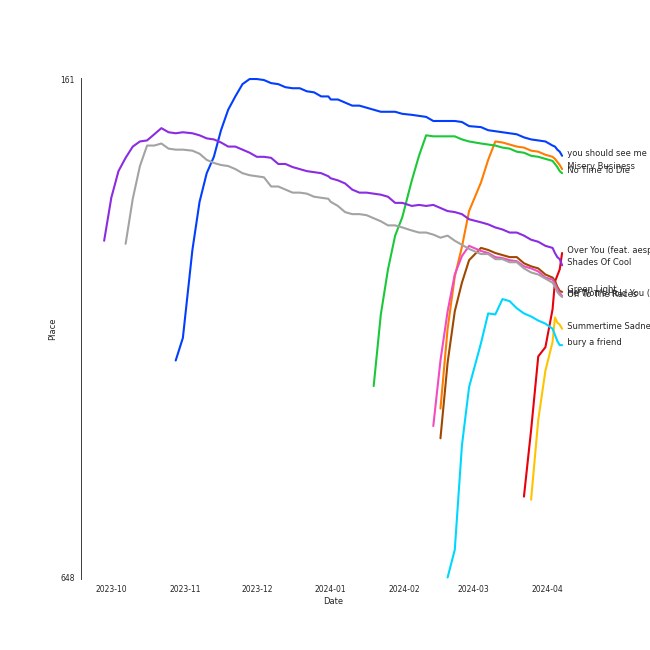 161
you should see me
Misery Business
No Time To Die
Over You (feat. aesp
Shades Of Cool
Green Light
Off To The Races
Summertime Sadne
bury a friend
Place
648
2023-10
2023-11
2023-12
2024-01
2024-02
2024-03
2024-04
Date